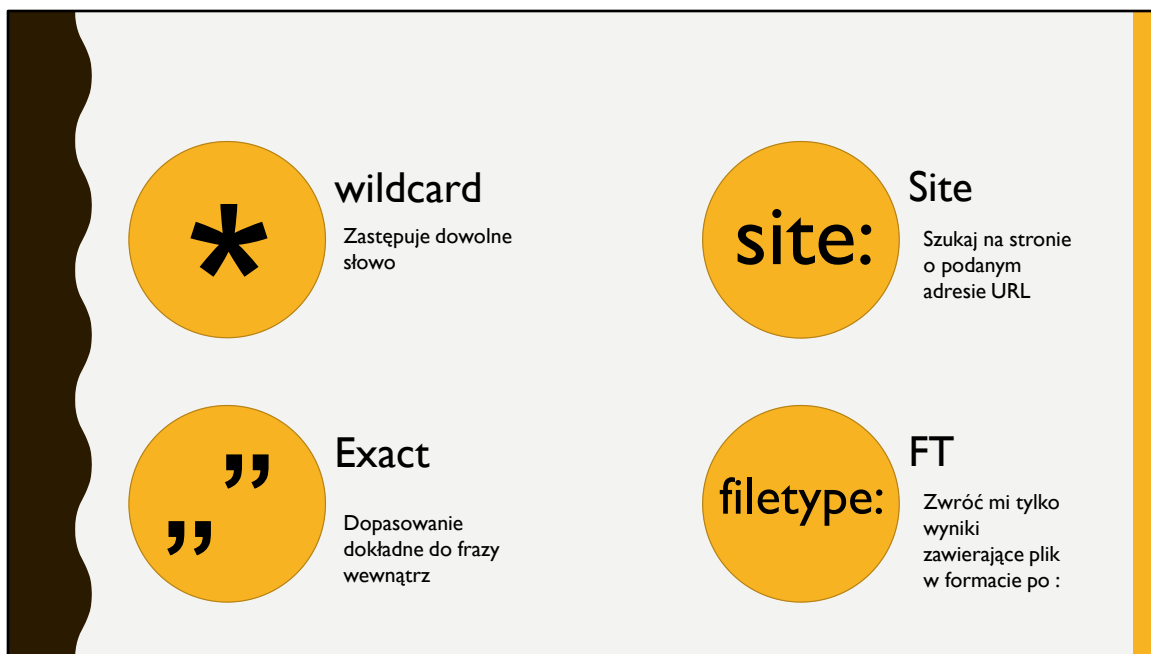 *
wildcard
Zastępuje dowolne
słowo
site:
Site
Szukaj na stronie
o podanym
adresie URL
„ ”
Exact
Dopasowanie
dokładne do frazy
wewnątrz
filetype:
FT
Zwróć mi tylko
wyniki
zawierające plik
w formacie po :